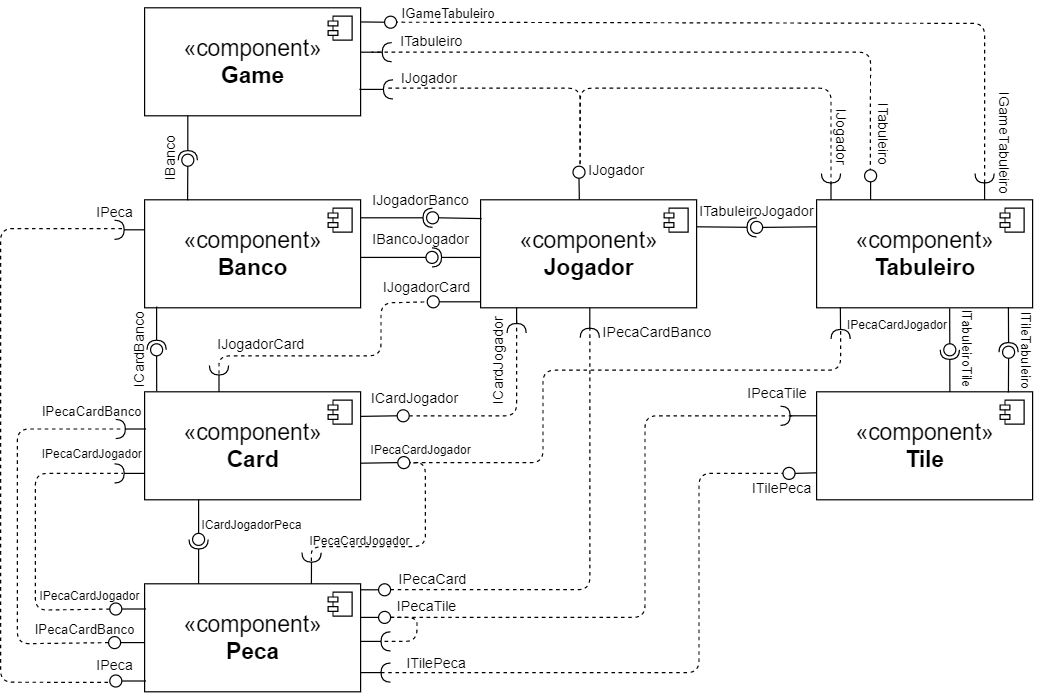 IGameTabuleiro
ITabuleiro
IJogador
«component»
Game
IBanco
IJogador
IJogador
ITabuleiro
IGameTabuleiro
IPeca
«component»
Banco
IJogadorBanco
IBancoJogador
IJogadorCard
«component»
Jogador
ITabuleiroJogador
«component»
Tabuleiro
ICardBanco
IJogadorCard
ICardJogador
IPecaCardBanco
IPecaCardJogador
ITabuleiroTile
ITileTabuleiro
IPecaCardBanco
IPecaCardJogador
«component»
Card
ICardJogador
IPecaCardJogador
IPecaTile
ITilePeca
«component»
Tile
ICardJogadorPeca
IPecaCardJogador
IPecaCardJogador
IPecaCardBanco
IPeca
«component»
Peca
IPecaCard
IPecaTile
ITilePeca